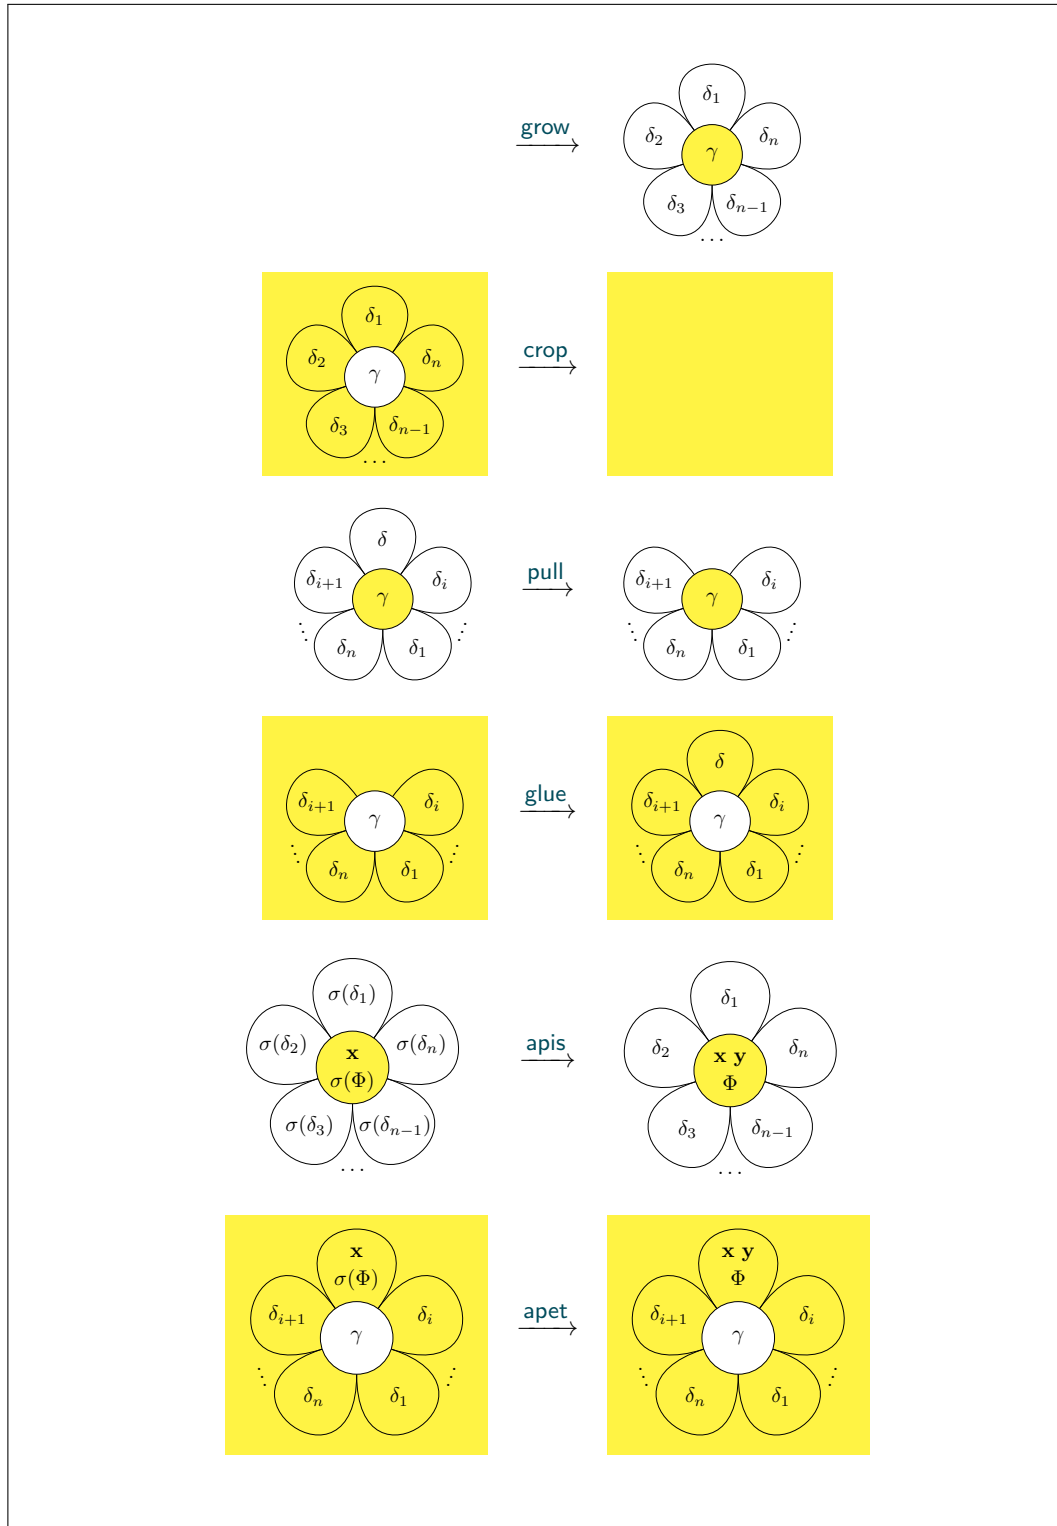 grow
δ₁
δ₂ δₙ
γ
δ₃ δₙ₋₁
...
δ₁
δ₂ δₙ
γ
δ₃ δₙ₋₁
...
crop
δ
δᵢ₊₁ δᵢ
γ
⋱ δₙ δ₁ ⋰
pull
δᵢ₊₁ δᵢ
γ
⋱ δₙ δ₁ ⋰
δᵢ₊₁ δᵢ
γ
⋱ δₙ δ₁ ⋰
glue
δ
δᵢ₊₁ δᵢ
γ
⋱ δₙ δ₁ ⋰
σ(δ₁)
σ(δ₂) σ(δₙ)
x
σ(Φ)
σ(δ₃) σ(δₙ₋₁)
...
apis
δ₁
δ₂ δₙ
x y
Φ
δ₃ δₙ₋₁
...
x
σ(Φ)
δᵢ₊₁ δᵢ
γ
⋱ δₙ δ₁ ⋰
apet
x y
Φ
δᵢ₊₁ δᵢ
γ
⋱ δₙ δ₁ ⋰